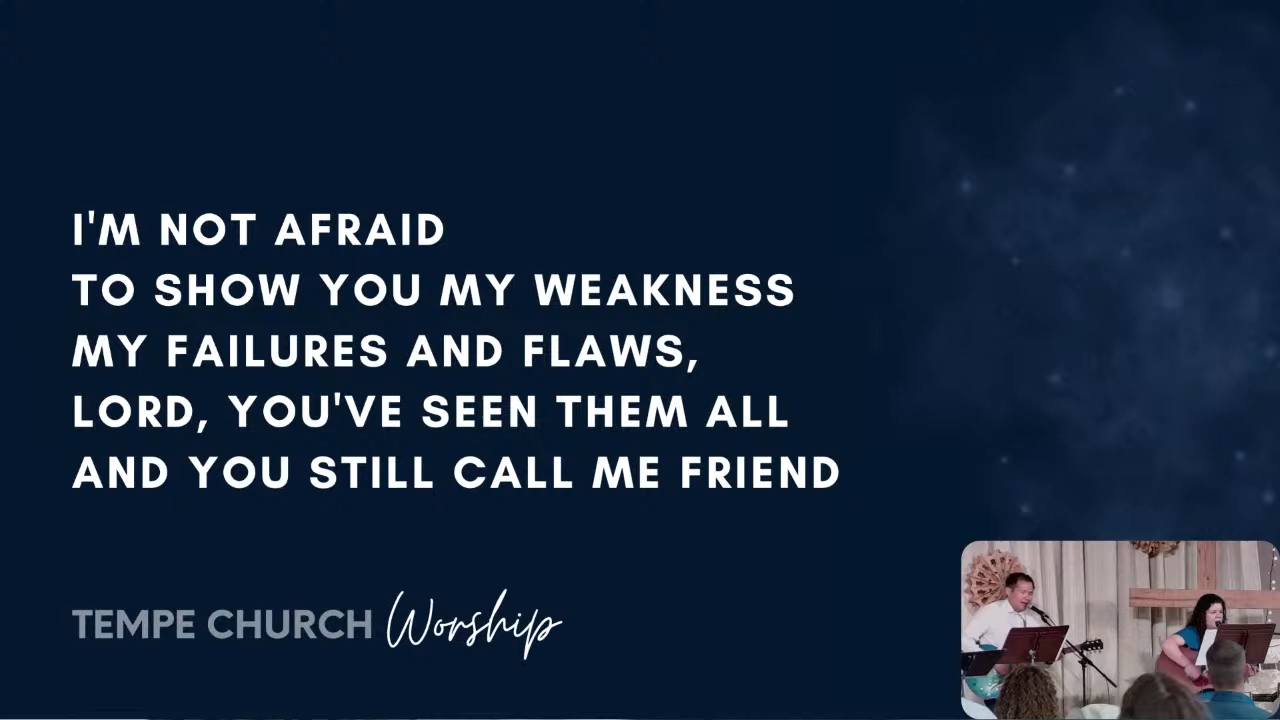 I'M NOT AFRAID
TO SHOW YOU MY WEAKNESS
MY FAILURES AND FLAWS,
LORD, YOU'VE SEEN THEM ALL
AND YOU STILL CALL ME FRIEND
TEMPE CHURCH Worship